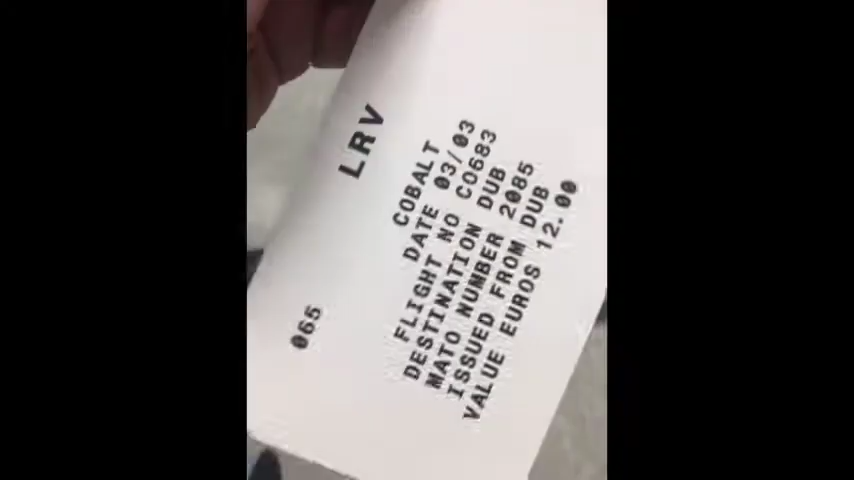 LRV
COBALT
DATE 03/03
FLIGHT NO CO683
DESTINATION DUB
MATO NUMBER 2085
ISSUED FROM DUB
VALUE EUROS 12.00
065